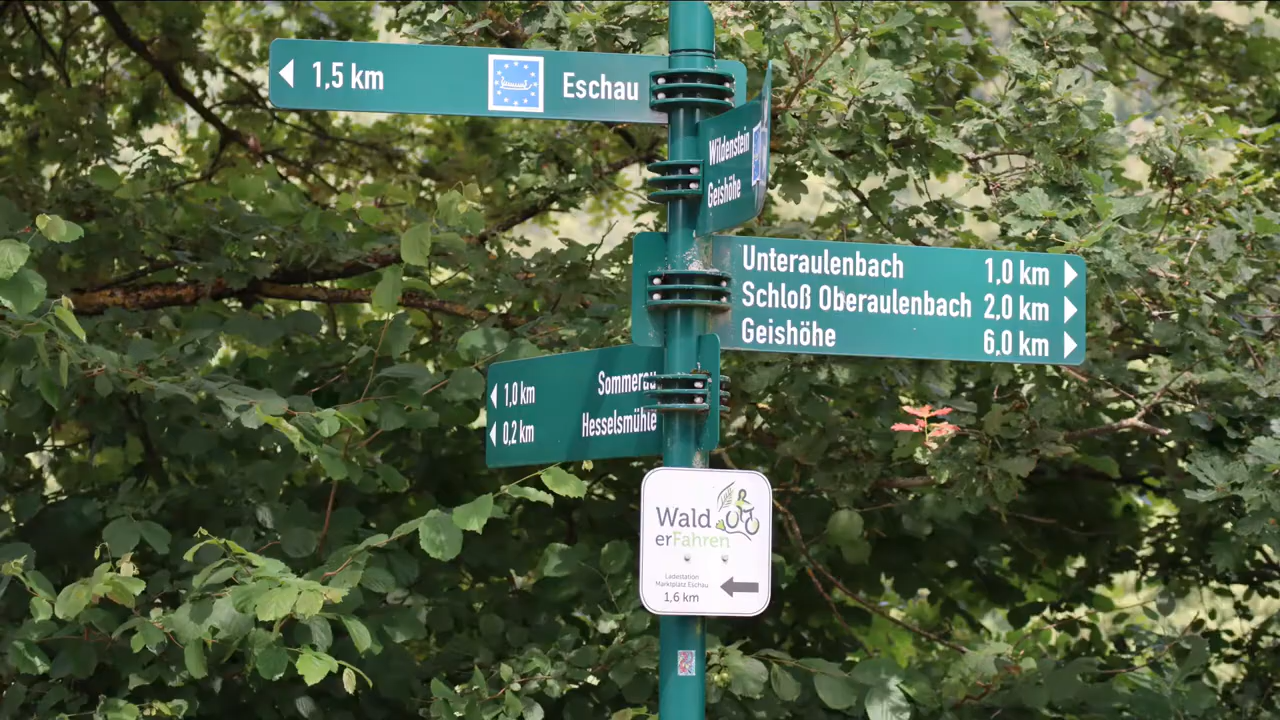 1,5 km Eschau
Wildenstein
Geishöhe
Unteraulenbach 1,0 km
Schloß Oberaulenbach 2,0 km
Geishöhe 6,0 km
1,0 km Sommerau
0,2 km Hesselsmühle
Wald
erFahren
Ladestation
Marktplatz Eschau
1,6 km